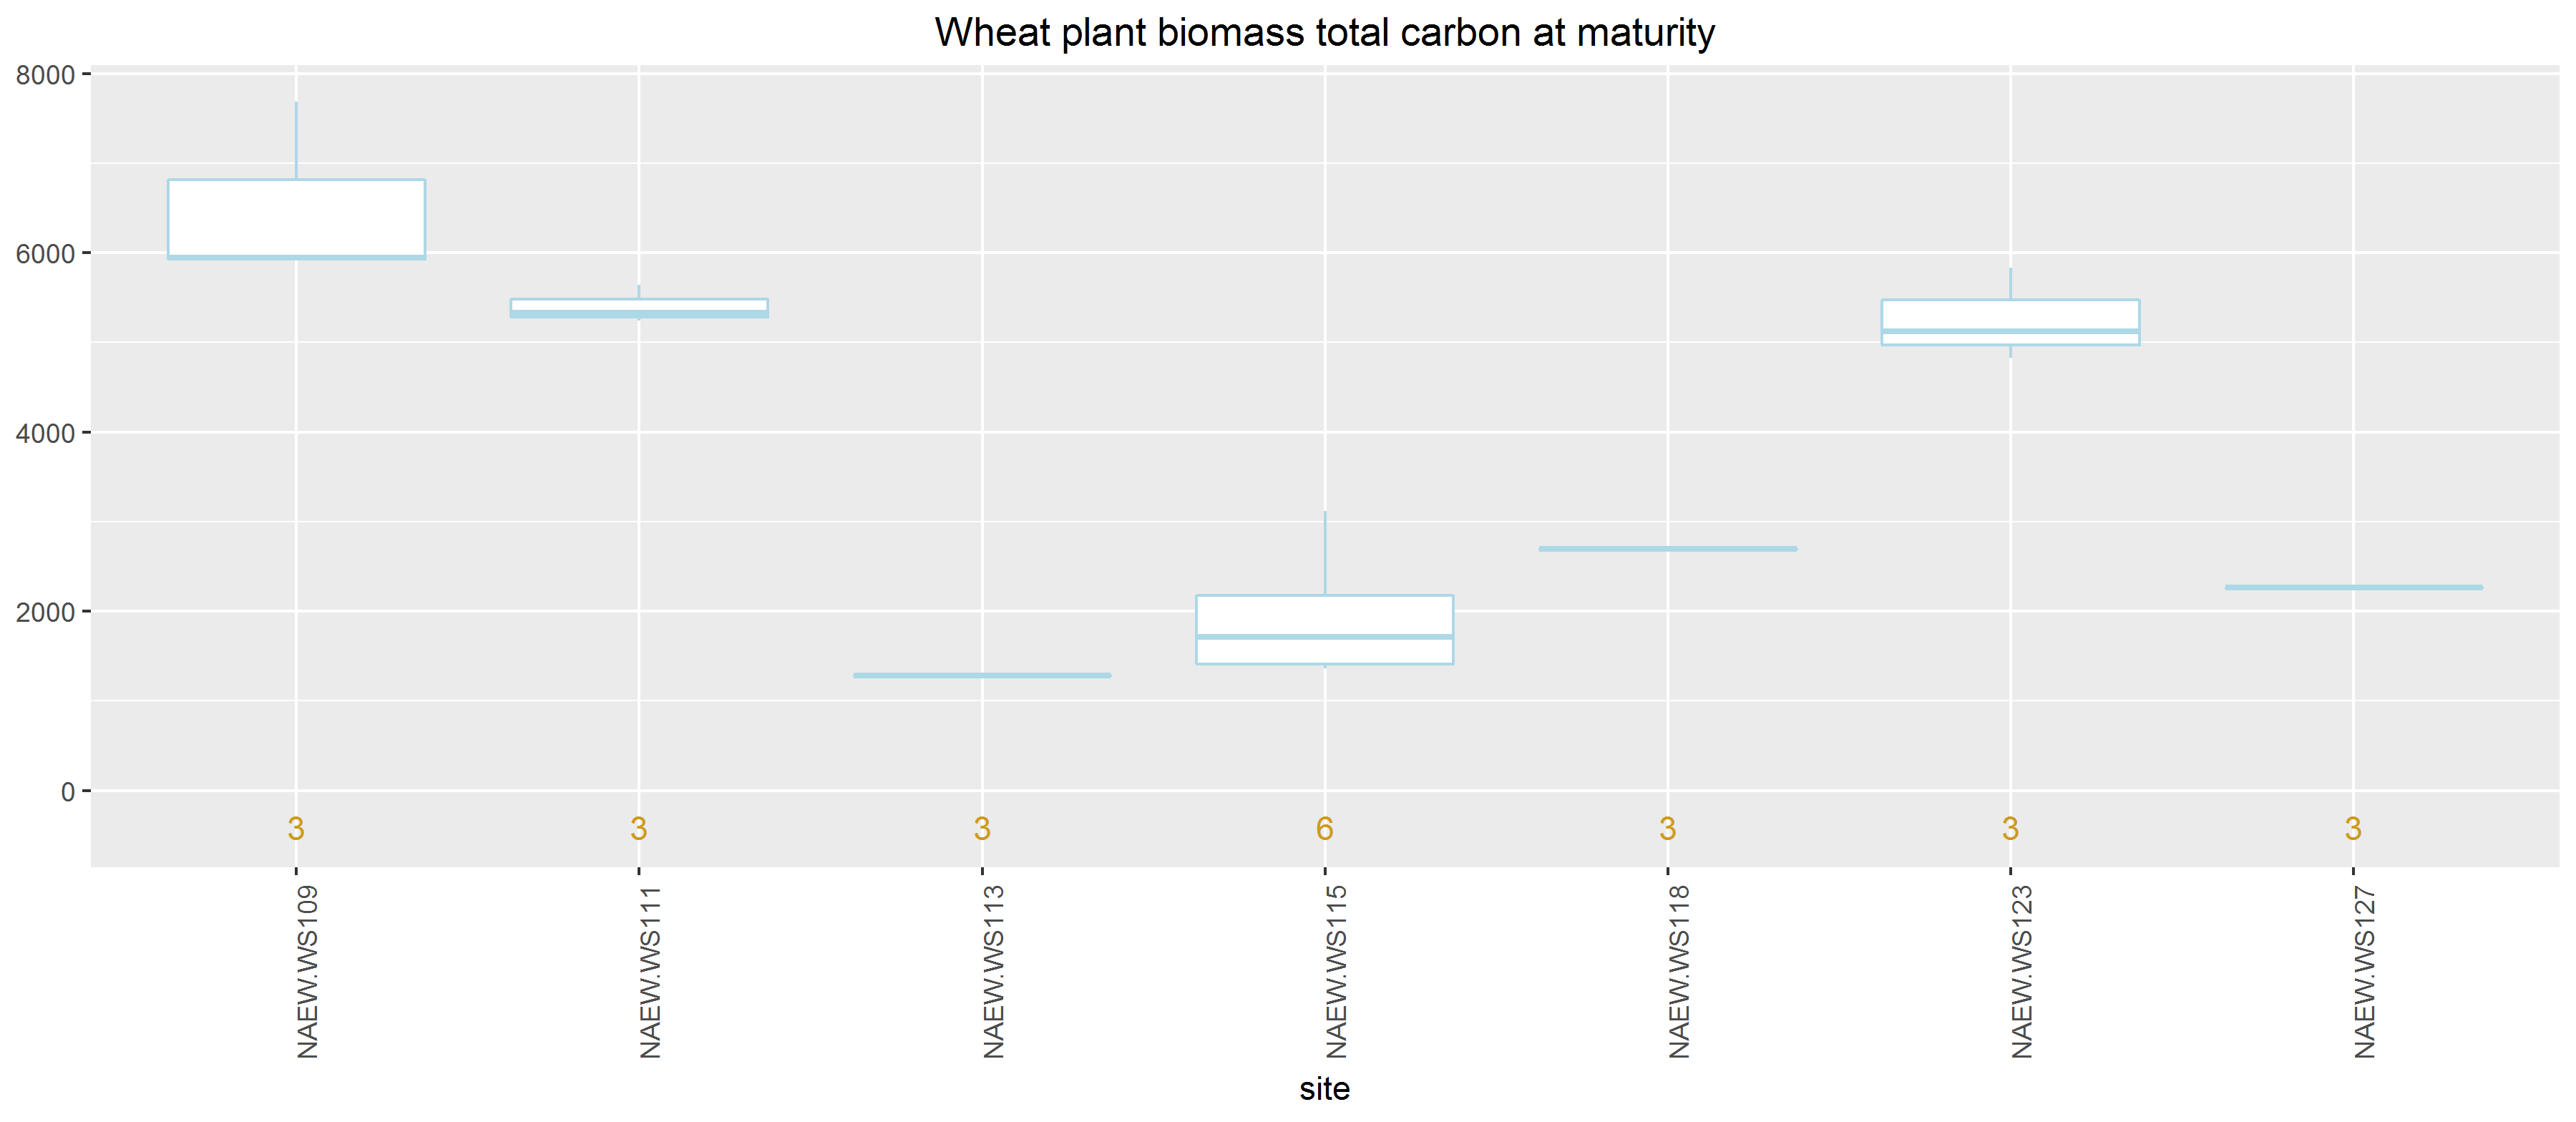 Wheat plant biomass total carbon at maturity
8000
6000
4000
2000
0
3 3 3 6 3 3 3
NAEW.WS109
NAEW.WS111
NAEW.WS113
NAEW.WS115
NAEW.WS118
NAEW.WS123
NAEW.WS127
site